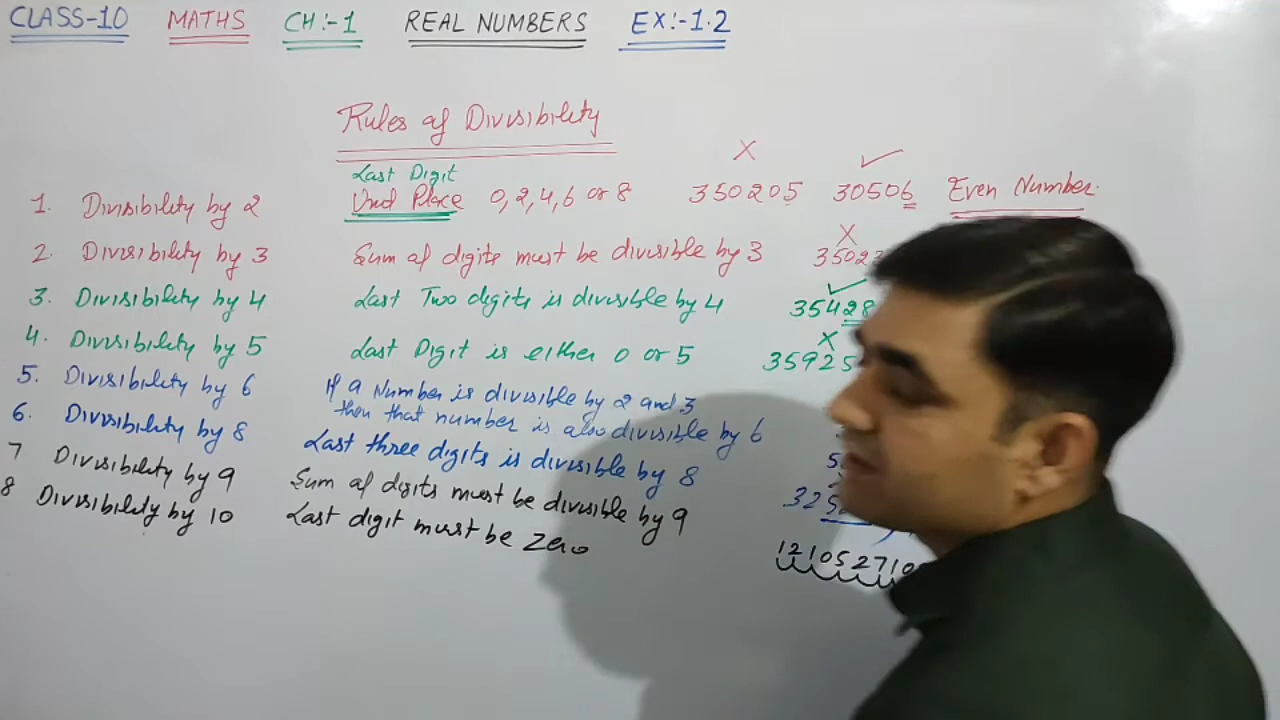 CLASS-10 MATHS CH:-1 REAL NUMBERS EX:-1.2
Rules of Divisibility
X ✓
Last Digit
1. Divisibility by 2 Unit Place 0, 2, 4, 6 or 8 350205 30506 Even Number.
X
2. Divisibility by 3 Sum of digits must be divisible by 3 3502
✓
3. Divisibility by 4 Last Two digits is divisible by 4 35428
X
4. Divisibility by 5 Last Digit is either 0 or 5 35925
5. Divisibility by 6 If a Number is divisible by 2 and 3
then that number is also divisible by 6
6. Divisibility by 8 Last three digits is divisible by 8
7 Divisibility by 9 Sum of digits must be divisible by 9 325
8 Divisibility by 10 Last digit must be Zero 12105271